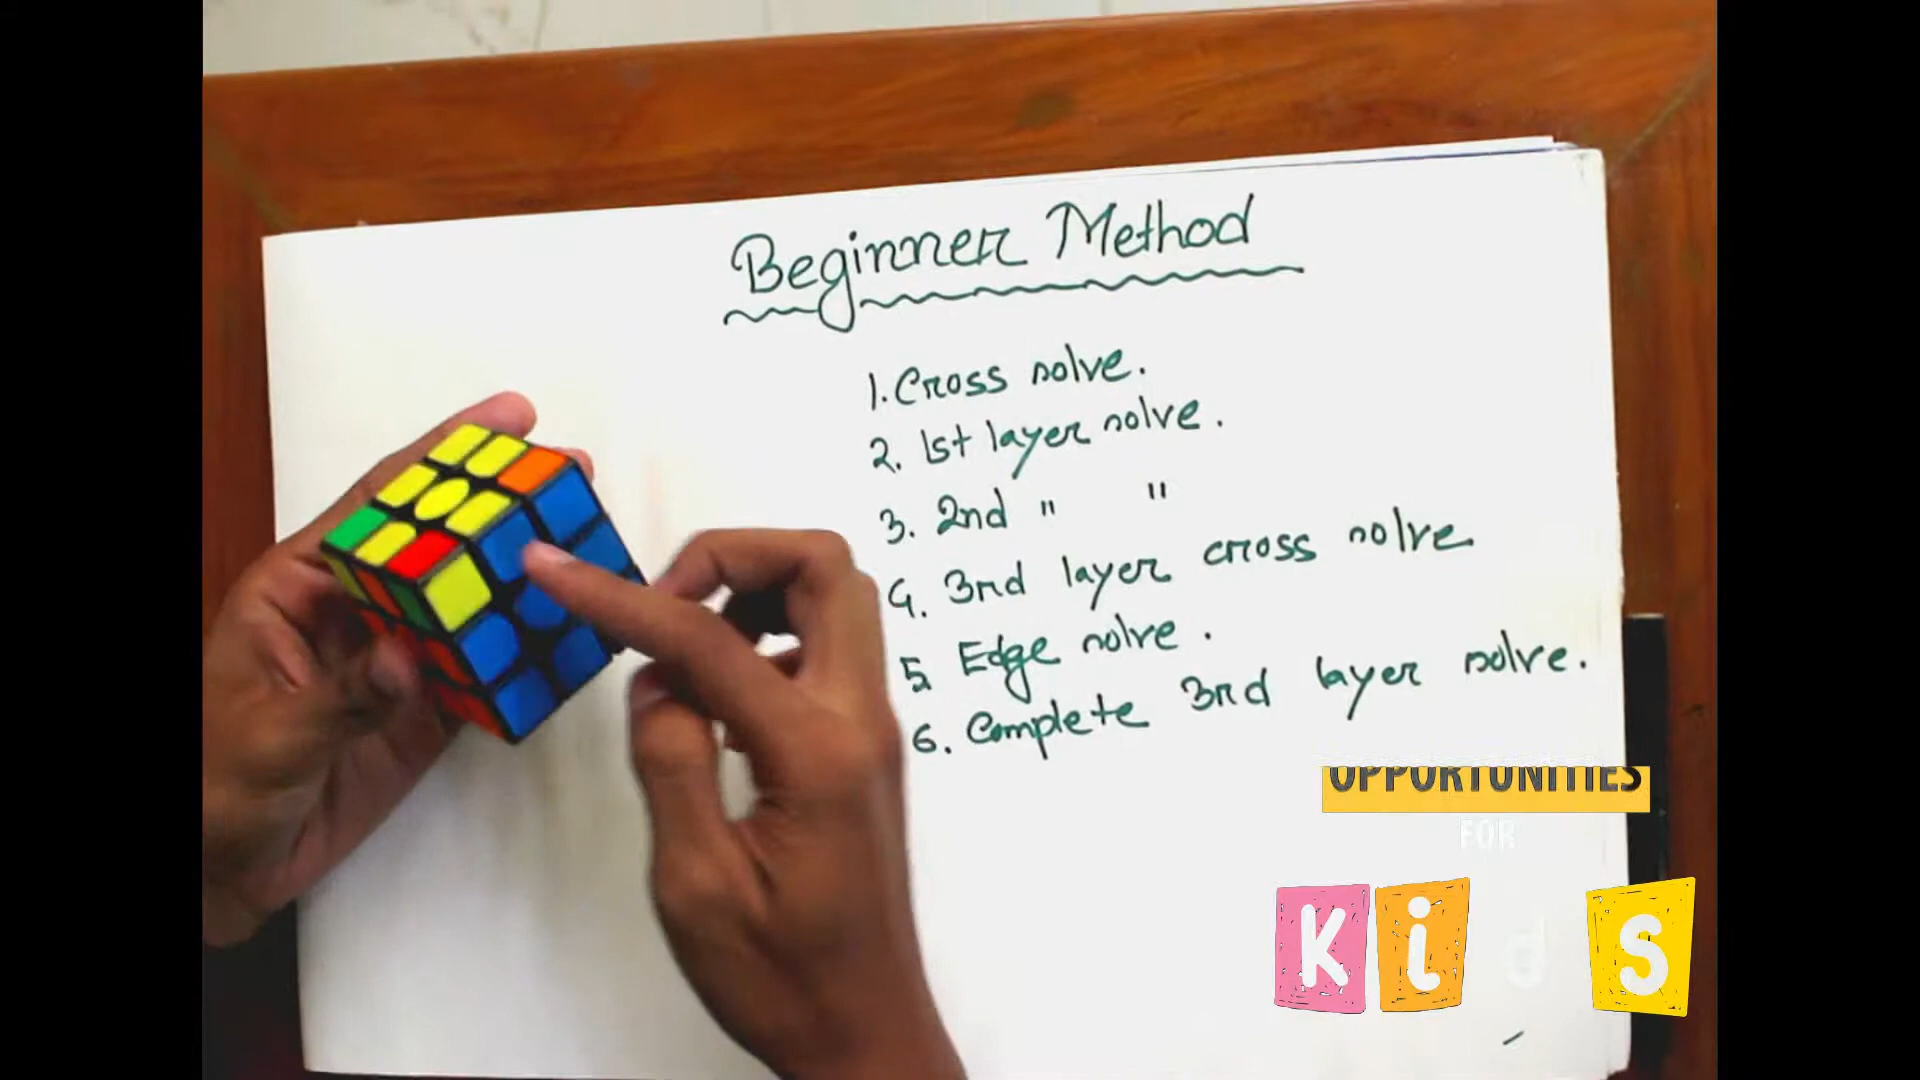 Beginner Method
1. Cross solve.
2. 1st layer solve.
3. 2nd " "
4. 3rd layer cross solve
5 Edge solve.
6. Complete 3rd layer solve.
OPPORTUNITIES
FOR
KidS